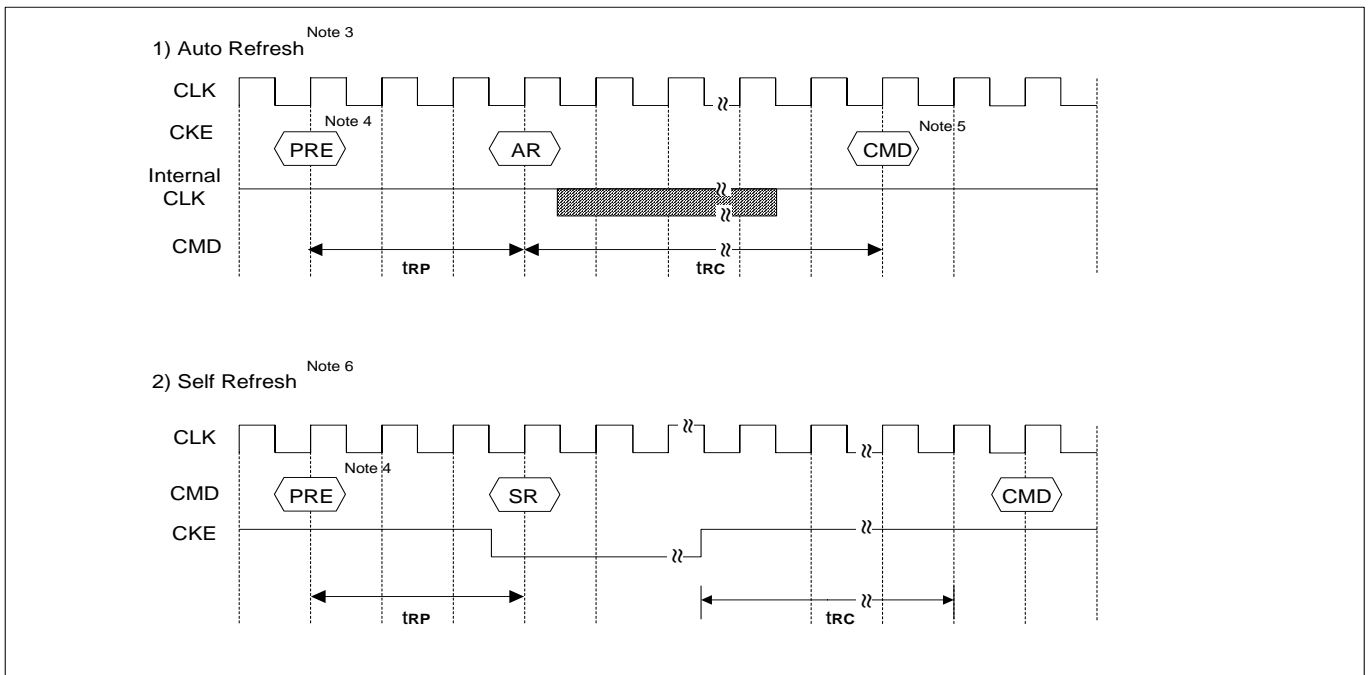 1) Auto Refresh Note 3
CLK
CKE
Note 4
Note 5
PRE
AR
CMD
Internal
CLK
CMD
tRP
tRC
2) Self Refresh Note 6
CLK
Note 4
CMD
PRE
SR
CMD
CKE
tRP
tRC